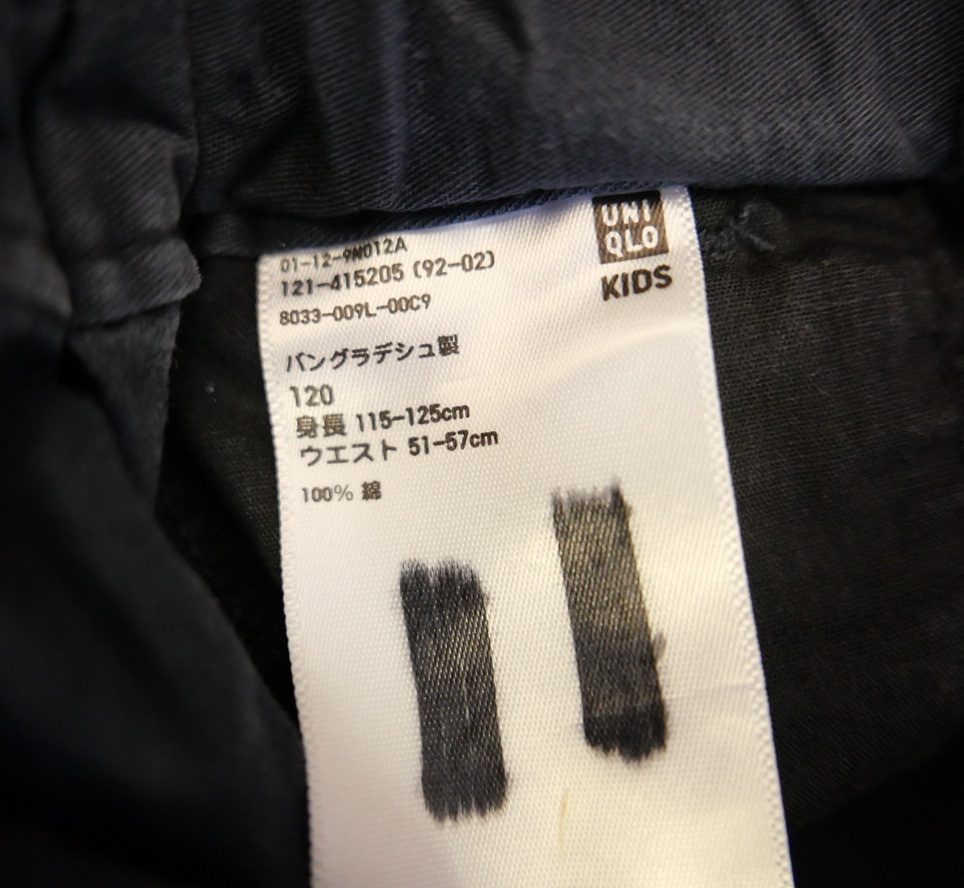 UNI
QLO
KIDS
01-12-9N012A
121-415205 (92-02)
8033-009L-00C9
バングラデシュ製
120
身長 115-125cm
ウエスト 51-57cm
100% 綿